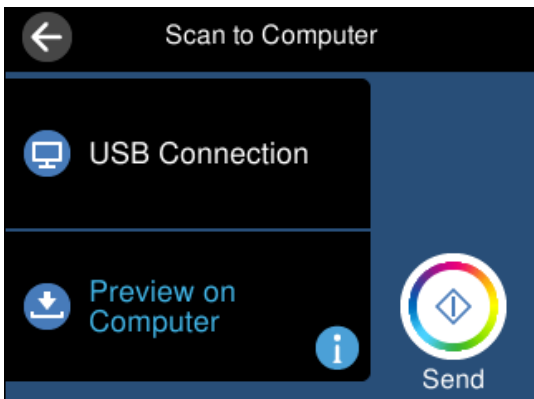 Scan to Computer
USB Connection
Preview on
Computer
i
Send